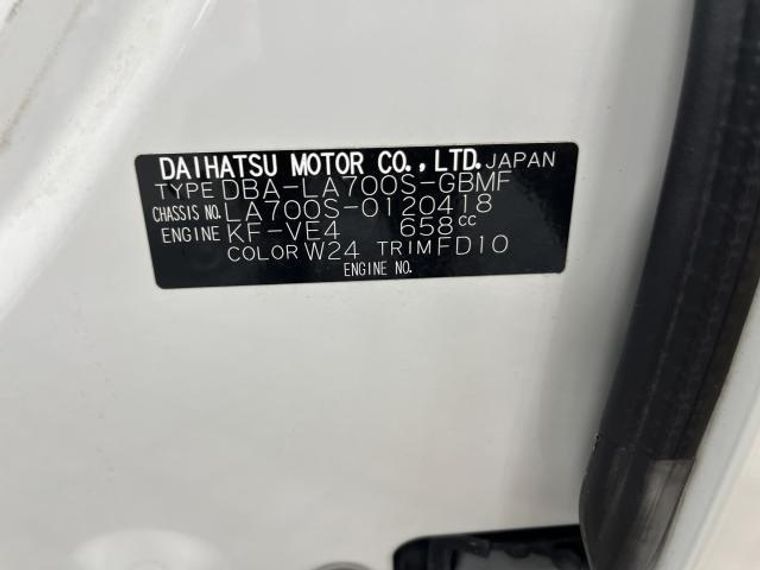 DAIHATSU MOTOR CO., LTD. JAPAN
TYPE DBA-LA700S-GBMF
CHASSIS NO. LA700S-0120418
ENGINE KF-VE4 658cc
COLOR W24 TRIM FD10
ENGINE NO.